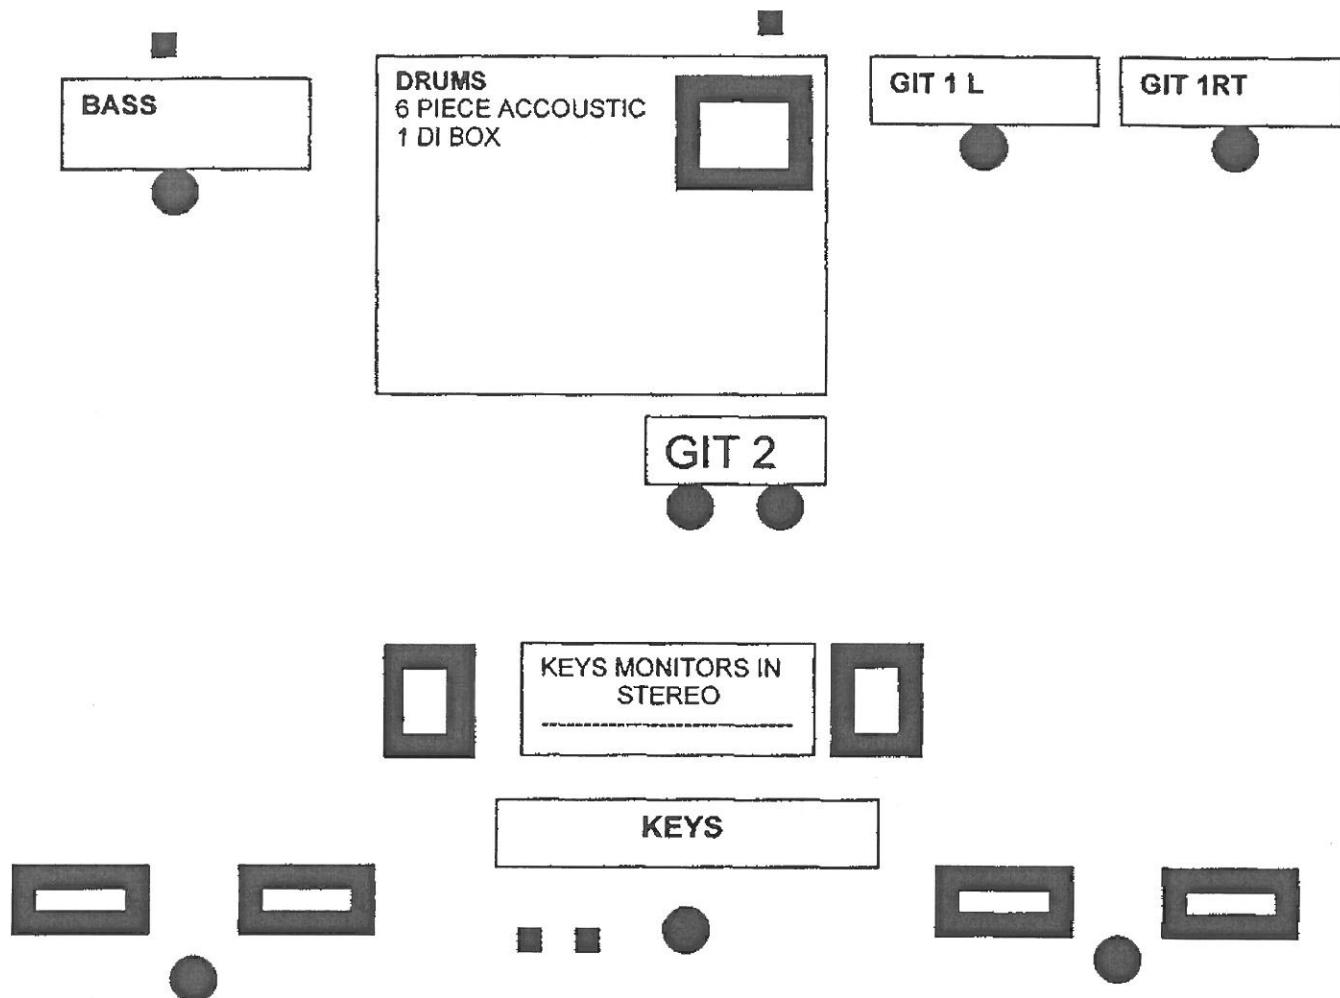 BASS
DRUMS
6 PIECE ACCOUSTIC
1 DI BOX
GIT 1 L
GIT 1RT
GIT 2
KEYS MONITORS IN
STEREO
KEYS